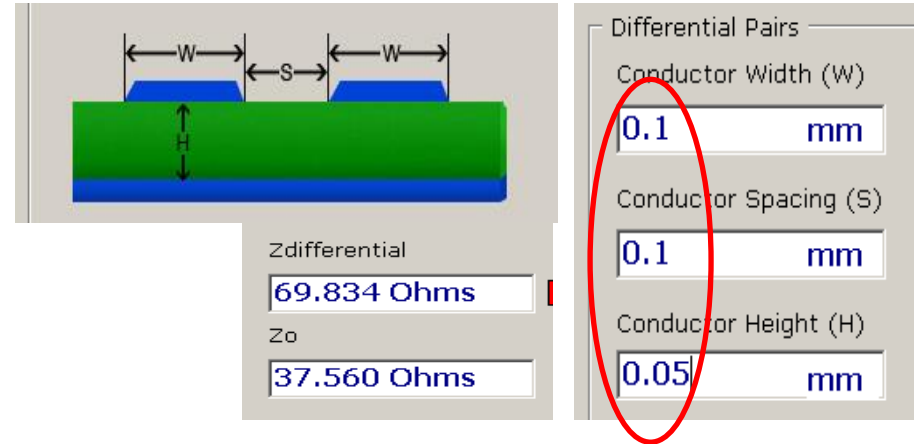 W
W
S
H
Zdifferential
69.834 Ohms
Zo
37.560 Ohms
Differential Pairs
Conductor Width (W)
0.1 mm
Conductor Spacing (S)
0.1 mm
Conductor Height (H)
0.05 mm